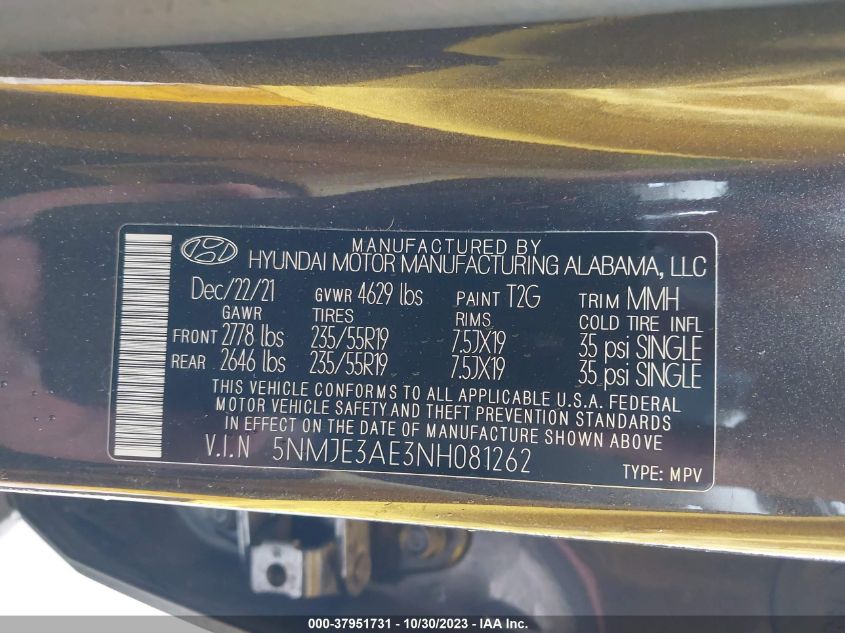 MANUFACTURED BY
HYUNDAI MOTOR MANUFACTURING ALABAMA, LLC
Dec/22/21 GVWR 4629 lbs PAINT T2G TRIM MMH
GAWR TIRES RIMS COLD TIRE INFL
FRONT 2778 lbs 235/55R19 7.5JX19 35 psi SINGLE
REAR 2646 lbs 235/55R19 7.5JX19 35 psi SINGLE
THIS VEHICLE CONFORMS TO ALL APPLICABLE U.S.A. FEDERAL
MOTOR VEHICLE SAFETY AND THEFT PREVENTION STANDARDS
IN EFFECT ON THE DATE OF MANUFACTURE SHOWN ABOVE
V.I.N 5NMJE3AE3NH081262 TYPE: MPV
000-37951731 - 10/30/2023 - IAA Inc.